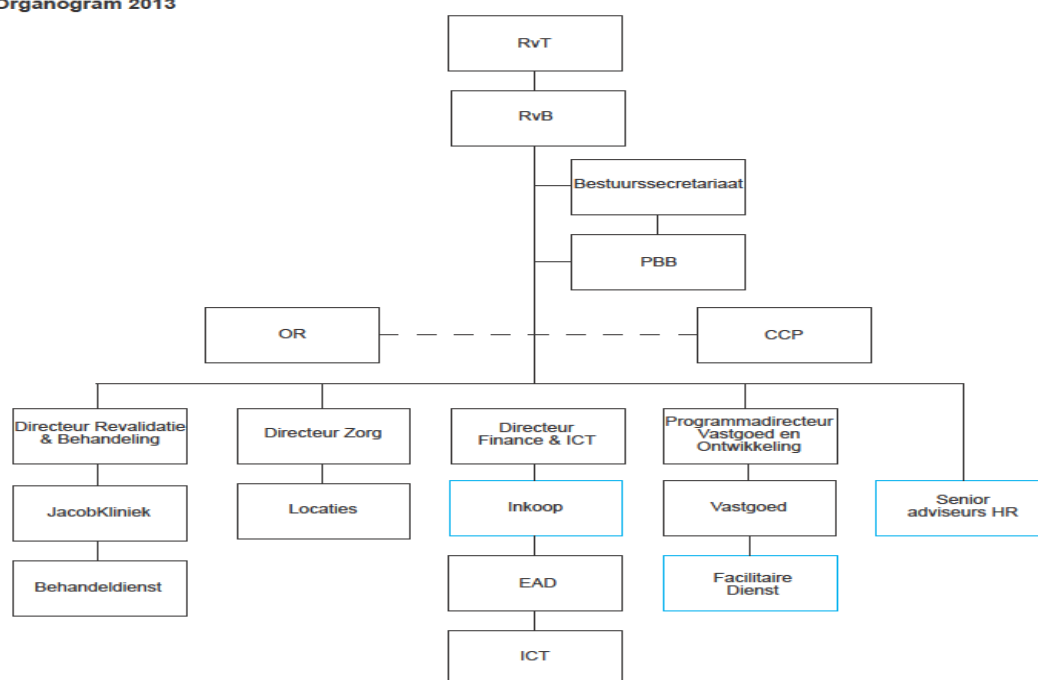 Organogram 2013
RvT
RvB
Bestuurssecretariaat
PBB
OR
CCP
Directeur Revalidatie
& Behandeling
Directeur Zorg
Directeur
Finance & ICT
Programmadirecteur
Vastgoed en
Ontwikkeling
JacobKliniek
Locaties
Inkoop
Vastgoed
Senior
adviseurs HR
Behandeldienst
EAD
Facilitaire
Dienst
ICT